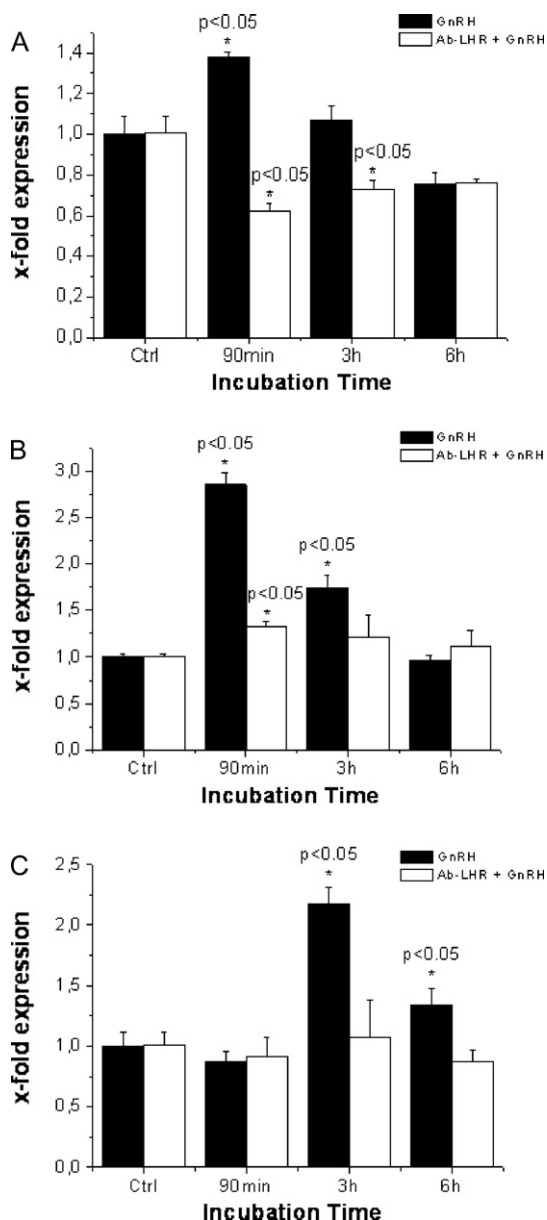 A
GnRH
Ab-LHR + GnRH
p<0.05
*
p<0.05
*
p<0.05
*
x-fold expression
1,4
1,2
1,0
0,8
0,6
0,4
0,2
0,0
Ctrl 90min 3h 6h
Incubation Time
B
GnRH
Ab-LHR + GnRH
p<0.05
*
p<0.05
*
p<0.05
*
x-fold expression
3,0
2,5
2,0
1,5
1,0
0,5
0,0
Ctrl 90min 3h 6h
Incubation Time
C
GnRH
Ab-LHR + GnRH
p<0.05
*
p<0.05
*
x-fold expression
2,5
2,0
1,5
1,0
0,5
0,0
Ctrl 90min 3h 6h
Incubation Time